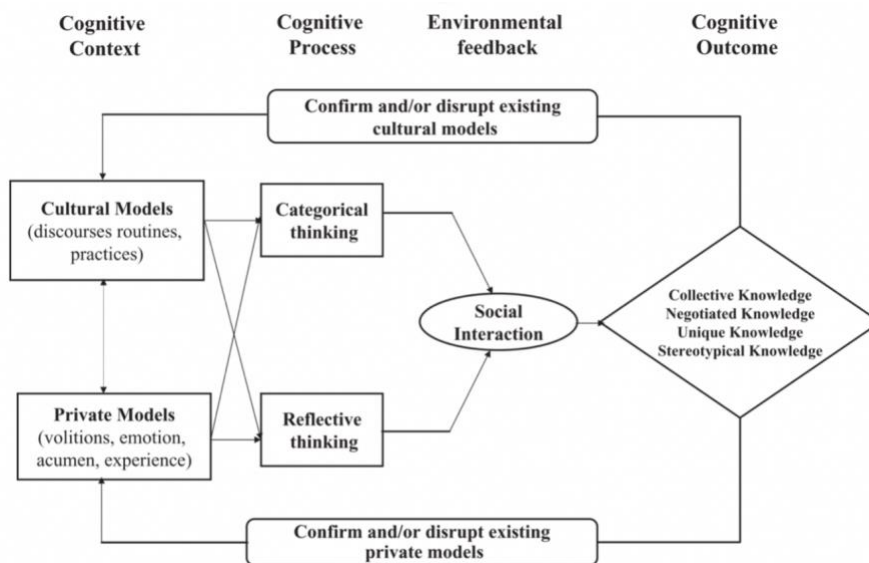 Cognitive
Context
Cognitive
Process
Environmental
feedback
Cognitive
Outcome
Confirm and/or disrupt existing
cultural models
Cultural Models
(discourses routines,
practices)
Categorical
thinking
Social
Interaction
Collective Knowledge
Negotiated Knowledge
Unique Knowledge
Stereotypical Knowledge
Private Models
(volitions, emotion,
acumen, experience)
Reflective
thinking
Confirm and/or disrupt existing
private models